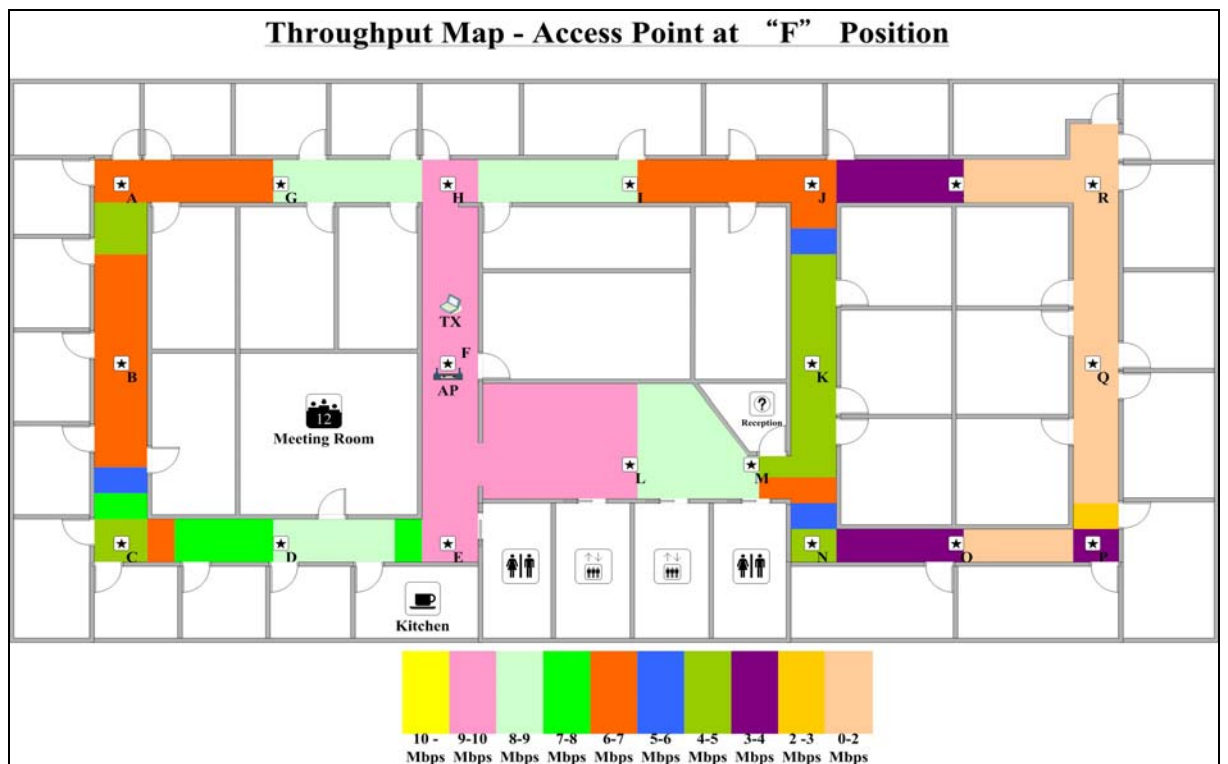 Throughput Map - Access Point at “F” Position
A
G
H
I
J
R
TX
F
B
AP
K
Q
?
Reception
12
Meeting Room
L
M
C
D
E
N
O
P
Kitchen
10 - 9-10 8-9 7-8 6-7 5-6 4-5 3-4 2 -3 0-2
Mbps Mbps Mbps Mbps Mbps Mbps Mbps Mbps Mbps Mbps